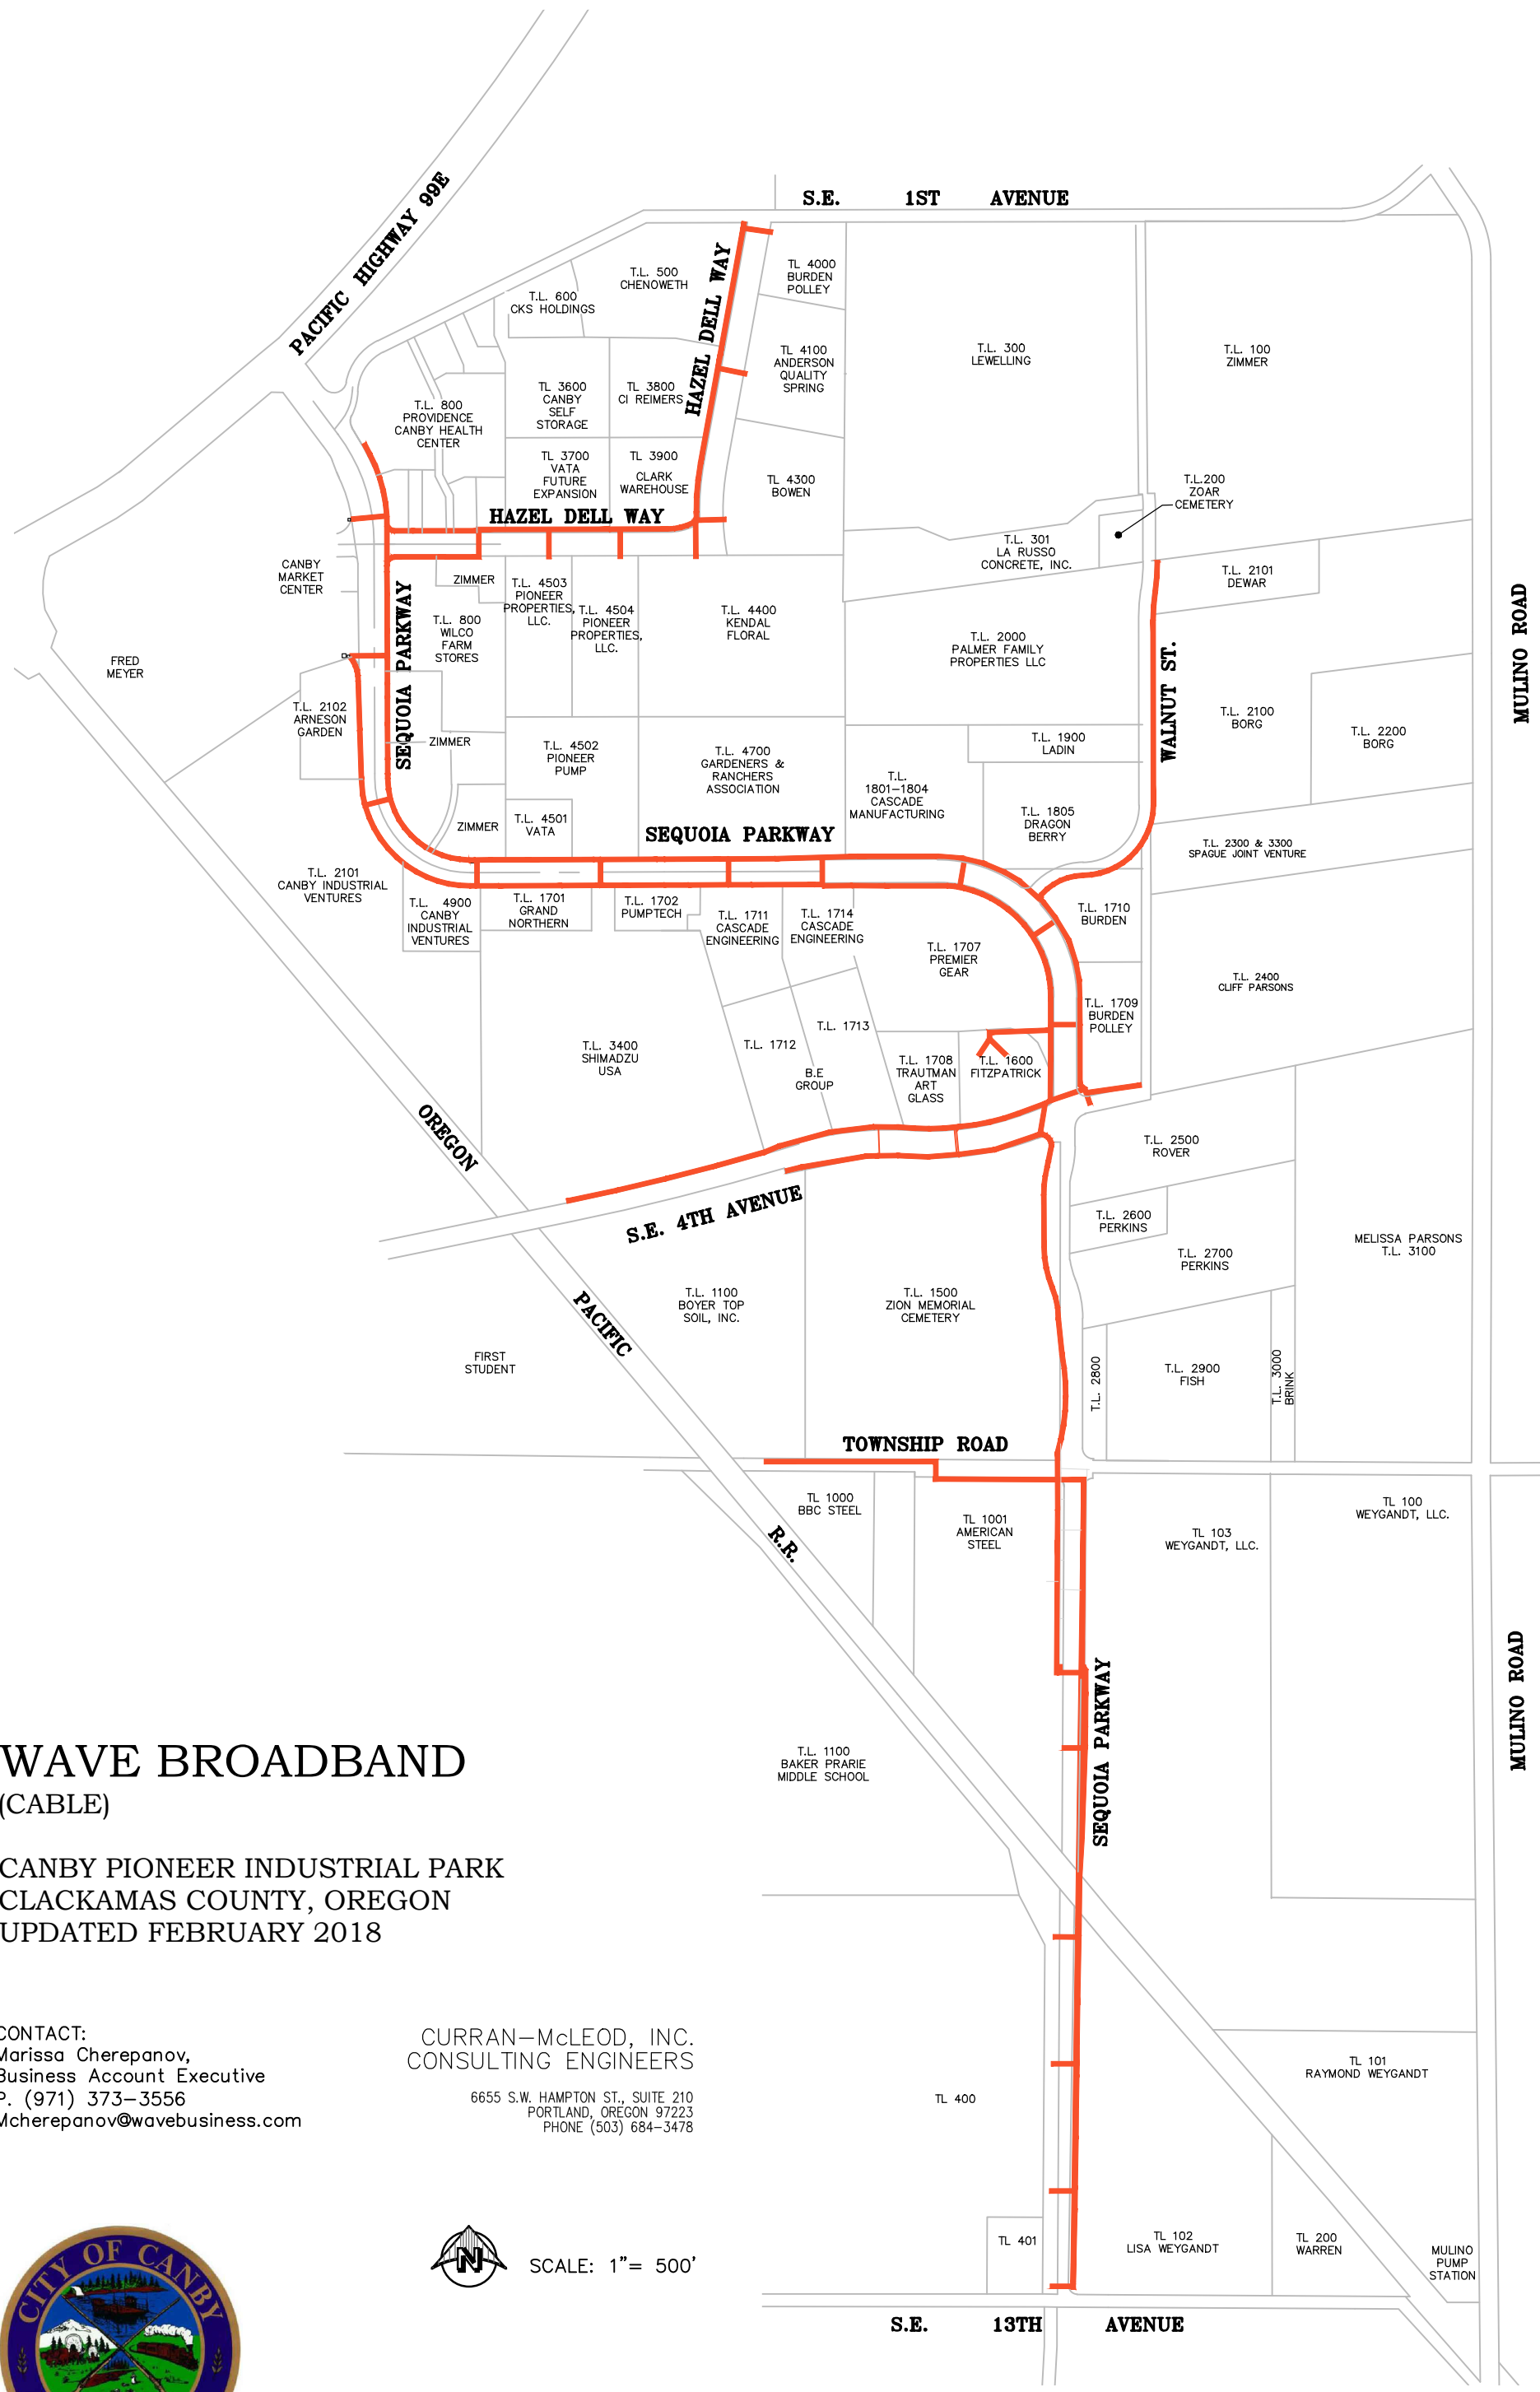 PACIFIC HIGHWAY 99E
S.E. 1ST AVENUE
HAZEL DELL WAY
T.L. 500
CHENOWETH
T.L. 600
CKS HOLDINGS
TL 4000
BURDEN
POLLEY
TL 4100
ANDERSON
QUALITY
SPRING
T.L. 300
LEWELLING
T.L. 100
ZIMMER
TL 3600
CANBY
SELF
STORAGE
TL 3800
CI REIMERS
T.L. 800
PROVIDENCE
CANBY HEALTH
CENTER
TL 3700
VATA
FUTURE
EXPANSION
TL 3900
CLARK
WAREHOUSE
TL 4300
BOWEN
T.L.200
ZOAR
CEMETERY
HAZEL DELL WAY
T.L. 301
LA RUSSO
CONCRETE, INC.
T.L. 2101
DEWAR
CANBY
MARKET
CENTER
ZIMMER
T.L. 4503
PIONEER
PROPERTIES,
LLC.
T.L. 4504
PIONEER
PROPERTIES,
LLC.
T.L. 4400
KENDAL
FLORAL
T.L. 800
WILCO
FARM
STORES
SEQUOIA PARKWAY
T.L. 2000
PALMER FAMILY
PROPERTIES LLC
WALNUT ST.
MULINO ROAD
FRED
MEYER
T.L. 2102
ARNESON
GARDEN
ZIMMER
T.L. 4502
PIONEER
PUMP
T.L. 4700
GARDENERS &
RANCHERS
ASSOCIATION
T.L. 1900
LADIN
T.L. 2100
BORG
T.L. 2200
BORG
T.L.
1801-1804
CASCADE
MANUFACTURING
T.L. 1805
DRAGON
BERRY
ZIMMER
T.L. 4501
VATA
SEQUOIA PARKWAY
T.L. 2300 & 3300
SPAGUE JOINT VENTURE
T.L. 2101
CANBY INDUSTRIAL
VENTURES
T.L. 4900
CANBY
INDUSTRIAL
VENTURES
T.L. 1701
GRAND
NORTHERN
T.L. 1702
PUMPTECH
T.L. 1711
CASCADE
ENGINEERING
T.L. 1714
CASCADE
ENGINEERING
T.L. 1707
PREMIER
GEAR
T.L. 1710
BURDEN
T.L. 2400
CLIFF PARSONS
T.L. 1709
BURDEN
POLLEY
T.L. 3400
SHIMADZU
USA
T.L. 1712
T.L. 1713
B.E
GROUP
T.L. 1708
TRAUTMAN
ART
GLASS
T.L. 1600
FITZPATRICK
T.L. 2500
ROVER
S.E. 4TH AVENUE
T.L. 2600
PERKINS
T.L. 2700
PERKINS
MELISSA PARSONS
T.L. 3100
OREGON
PACIFIC
R.R.
T.L. 1100
BOYER TOP
SOIL, INC.
T.L. 1500
ZION MEMORIAL
CEMETERY
FIRST
STUDENT
T.L. 2800
T.L. 2900
FISH
T.L. 3000
BRINK
TOWNSHIP ROAD
TL 1000
BBC STEEL
TL 1001
AMERICAN
STEEL
TL 103
WEYGANDT, LLC.
TL 100
WEYGANDT, LLC.
SEQUOIA PARKWAY
MULINO ROAD
T.L. 1100
BAKER PRARIE
MIDDLE SCHOOL
WAVE BROADBAND
(CABLE)
CANBY PIONEER INDUSTRIAL PARK
CLACKAMAS COUNTY, OREGON
UPDATED FEBRUARY 2018
CONTACT:
Marissa Cherepanov,
Business Account Executive
P. (971) 373-3556
Mcherepanov@wavebusiness.com
CURRAN-McLEOD, INC.
CONSULTING ENGINEERS
6655 S.W. HAMPTON ST., SUITE 210
PORTLAND, OREGON 97223
PHONE (503) 684-3478
TL 400
TL 101
RAYMOND WEYGANDT
TL 401
TL 102
LISA WEYGANDT
TL 200
WARREN
MULINO
PUMP
STATION
N
SCALE: 1"= 500'
CITY OF CANBY
S.E. 13TH AVENUE